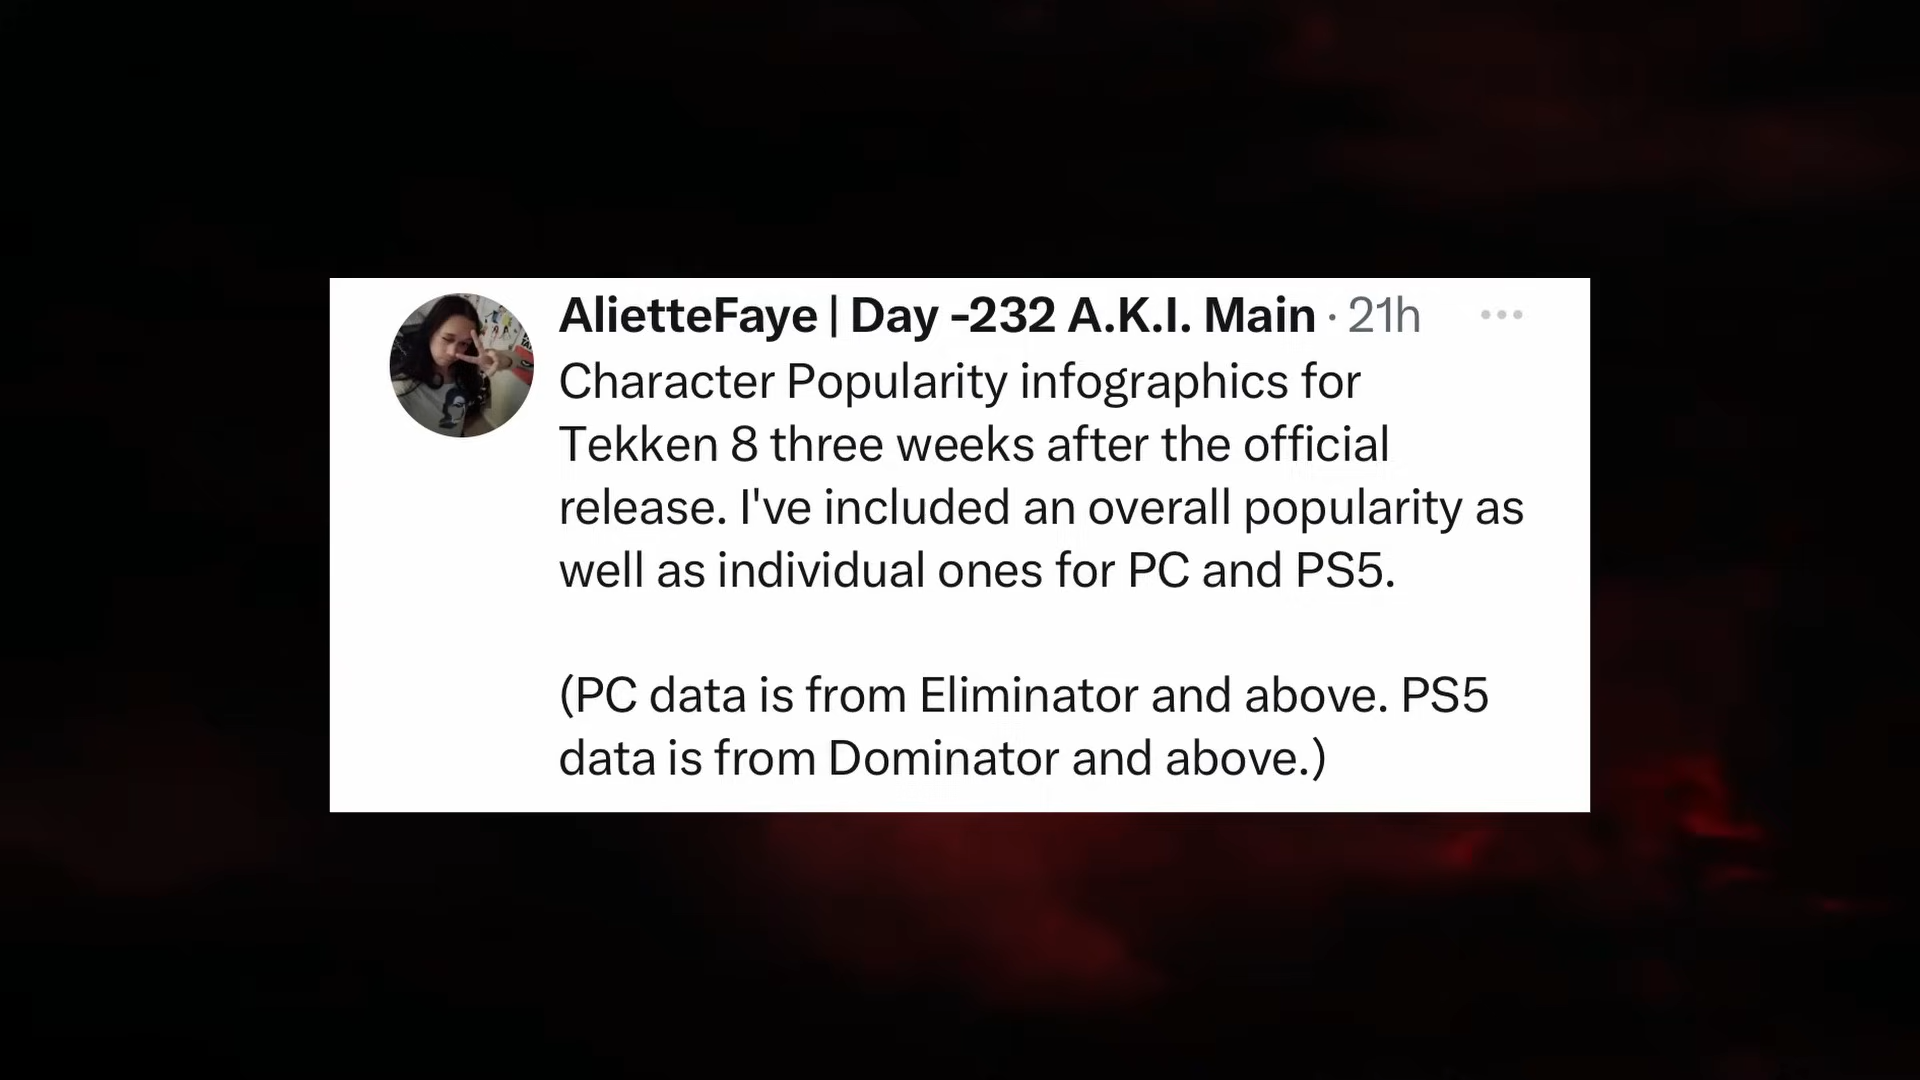 AlietteFaye | Day -232 A.K.I. Main · 21h
Character Popularity infographics for
Tekken 8 three weeks after the official
release. I've included an overall popularity as
well as individual ones for PC and PS5.
(PC data is from Eliminator and above. PS5
data is from Dominator and above.)